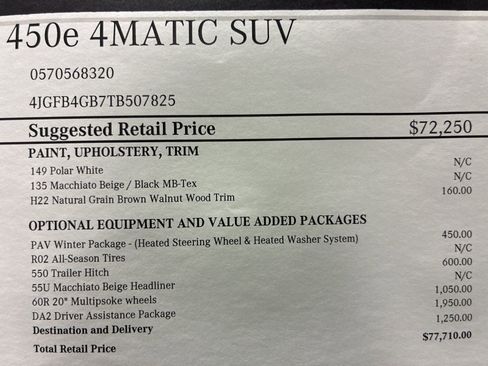 450e 4MATIC SUV
0570568320
4JGFB4GB7TB507825
Suggested Retail Price $72,250
PAINT, UPHOLSTERY, TRIM
149 Polar White N/C
135 Macchiato Beige / Black MB-Tex N/C
H22 Natural Grain Brown Walnut Wood Trim 160.00
OPTIONAL EQUIPMENT AND VALUE ADDED PACKAGES
PAV Winter Package - (Heated Steering Wheel & Heated Washer System) 450.00
R02 All-Season Tires N/C
550 Trailer Hitch 600.00
55U Macchiato Beige Headliner N/C
60R 20" Multipsoke wheels 1,050.00
DA2 Driver Assistance Package 1,950.00
Destination and Delivery 1,250.00
Total Retail Price $77,710.00